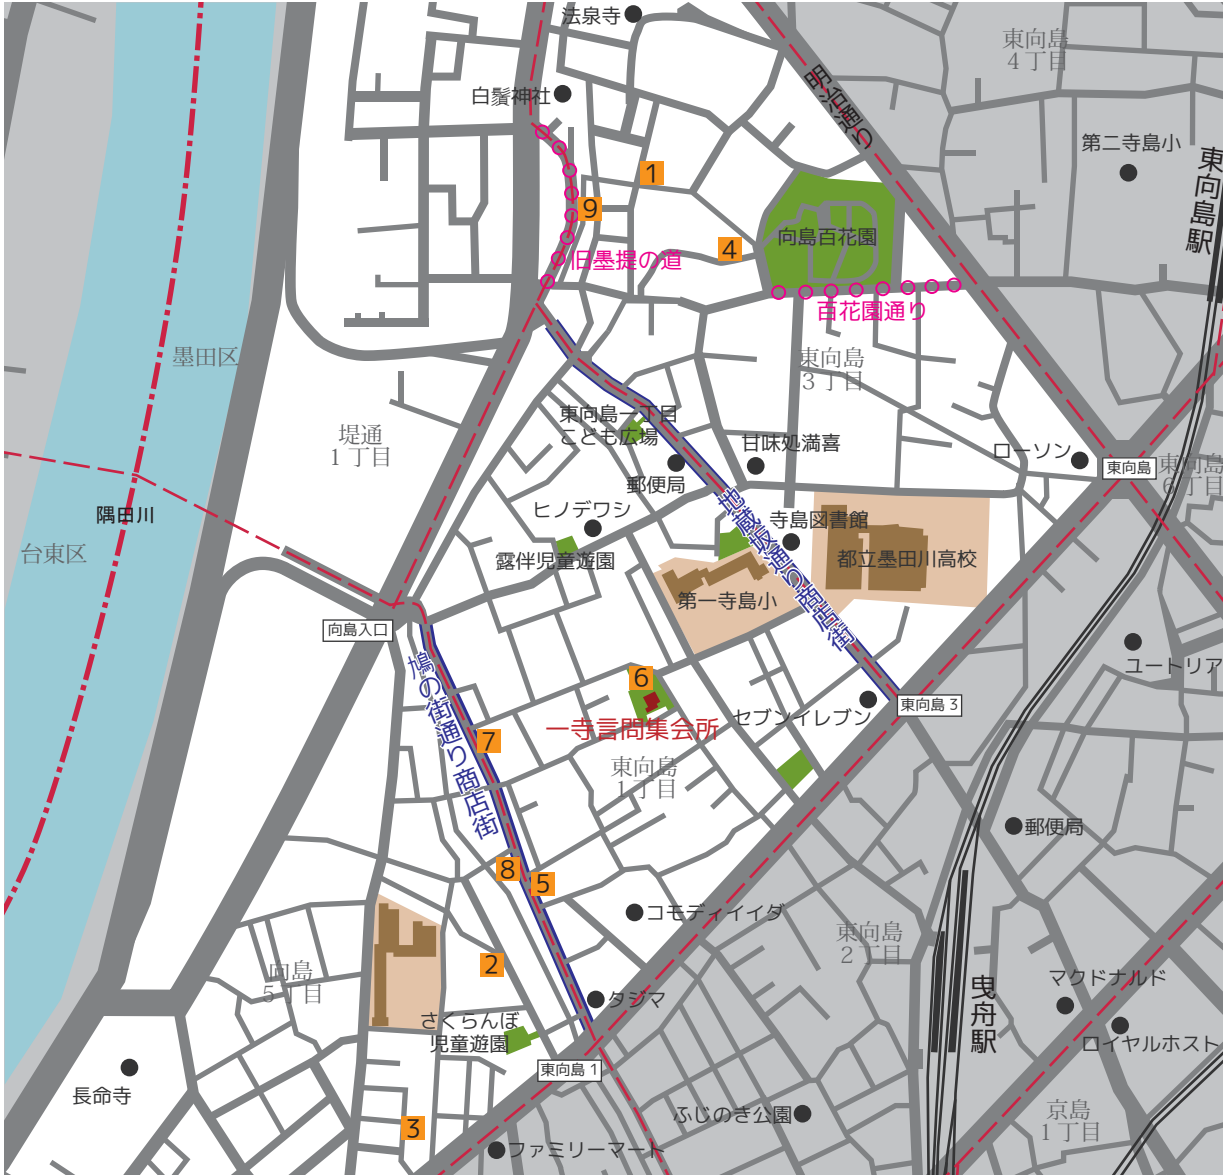 法泉寺
東向島
4丁目
明治通り
白鬚神社
第二寺島小
東向島駅
1
9
向島百花園
4
旧墨提の道
百花園通り
墨田区
東向島
3丁目
東向島一丁目
こども広場
堤通
1丁目
甘味処満喜
ローソン
東向島
東向島
6丁目
郵便局
隅田川
ヒノデワシ
地蔵坂通り商店街
寺島図書館
台東区
露伴児童遊園
都立墨田川高校
第一寺島小
向島入口
ユートリア
鳩の街通り商店街
6
セブンイレブン
東向島 3
一寺言問集会所
7
東向島
1丁目
郵便局
8
5
コモディイイダ
東向島
2丁目
2
向島
5丁目
曳舟駅
マクドナルド
タジマ
さくらんぼ
児童遊園
ロイヤルホスト
東向島 1
長命寺
3
ふじのき公園
京島
1丁目
ファミリーマート